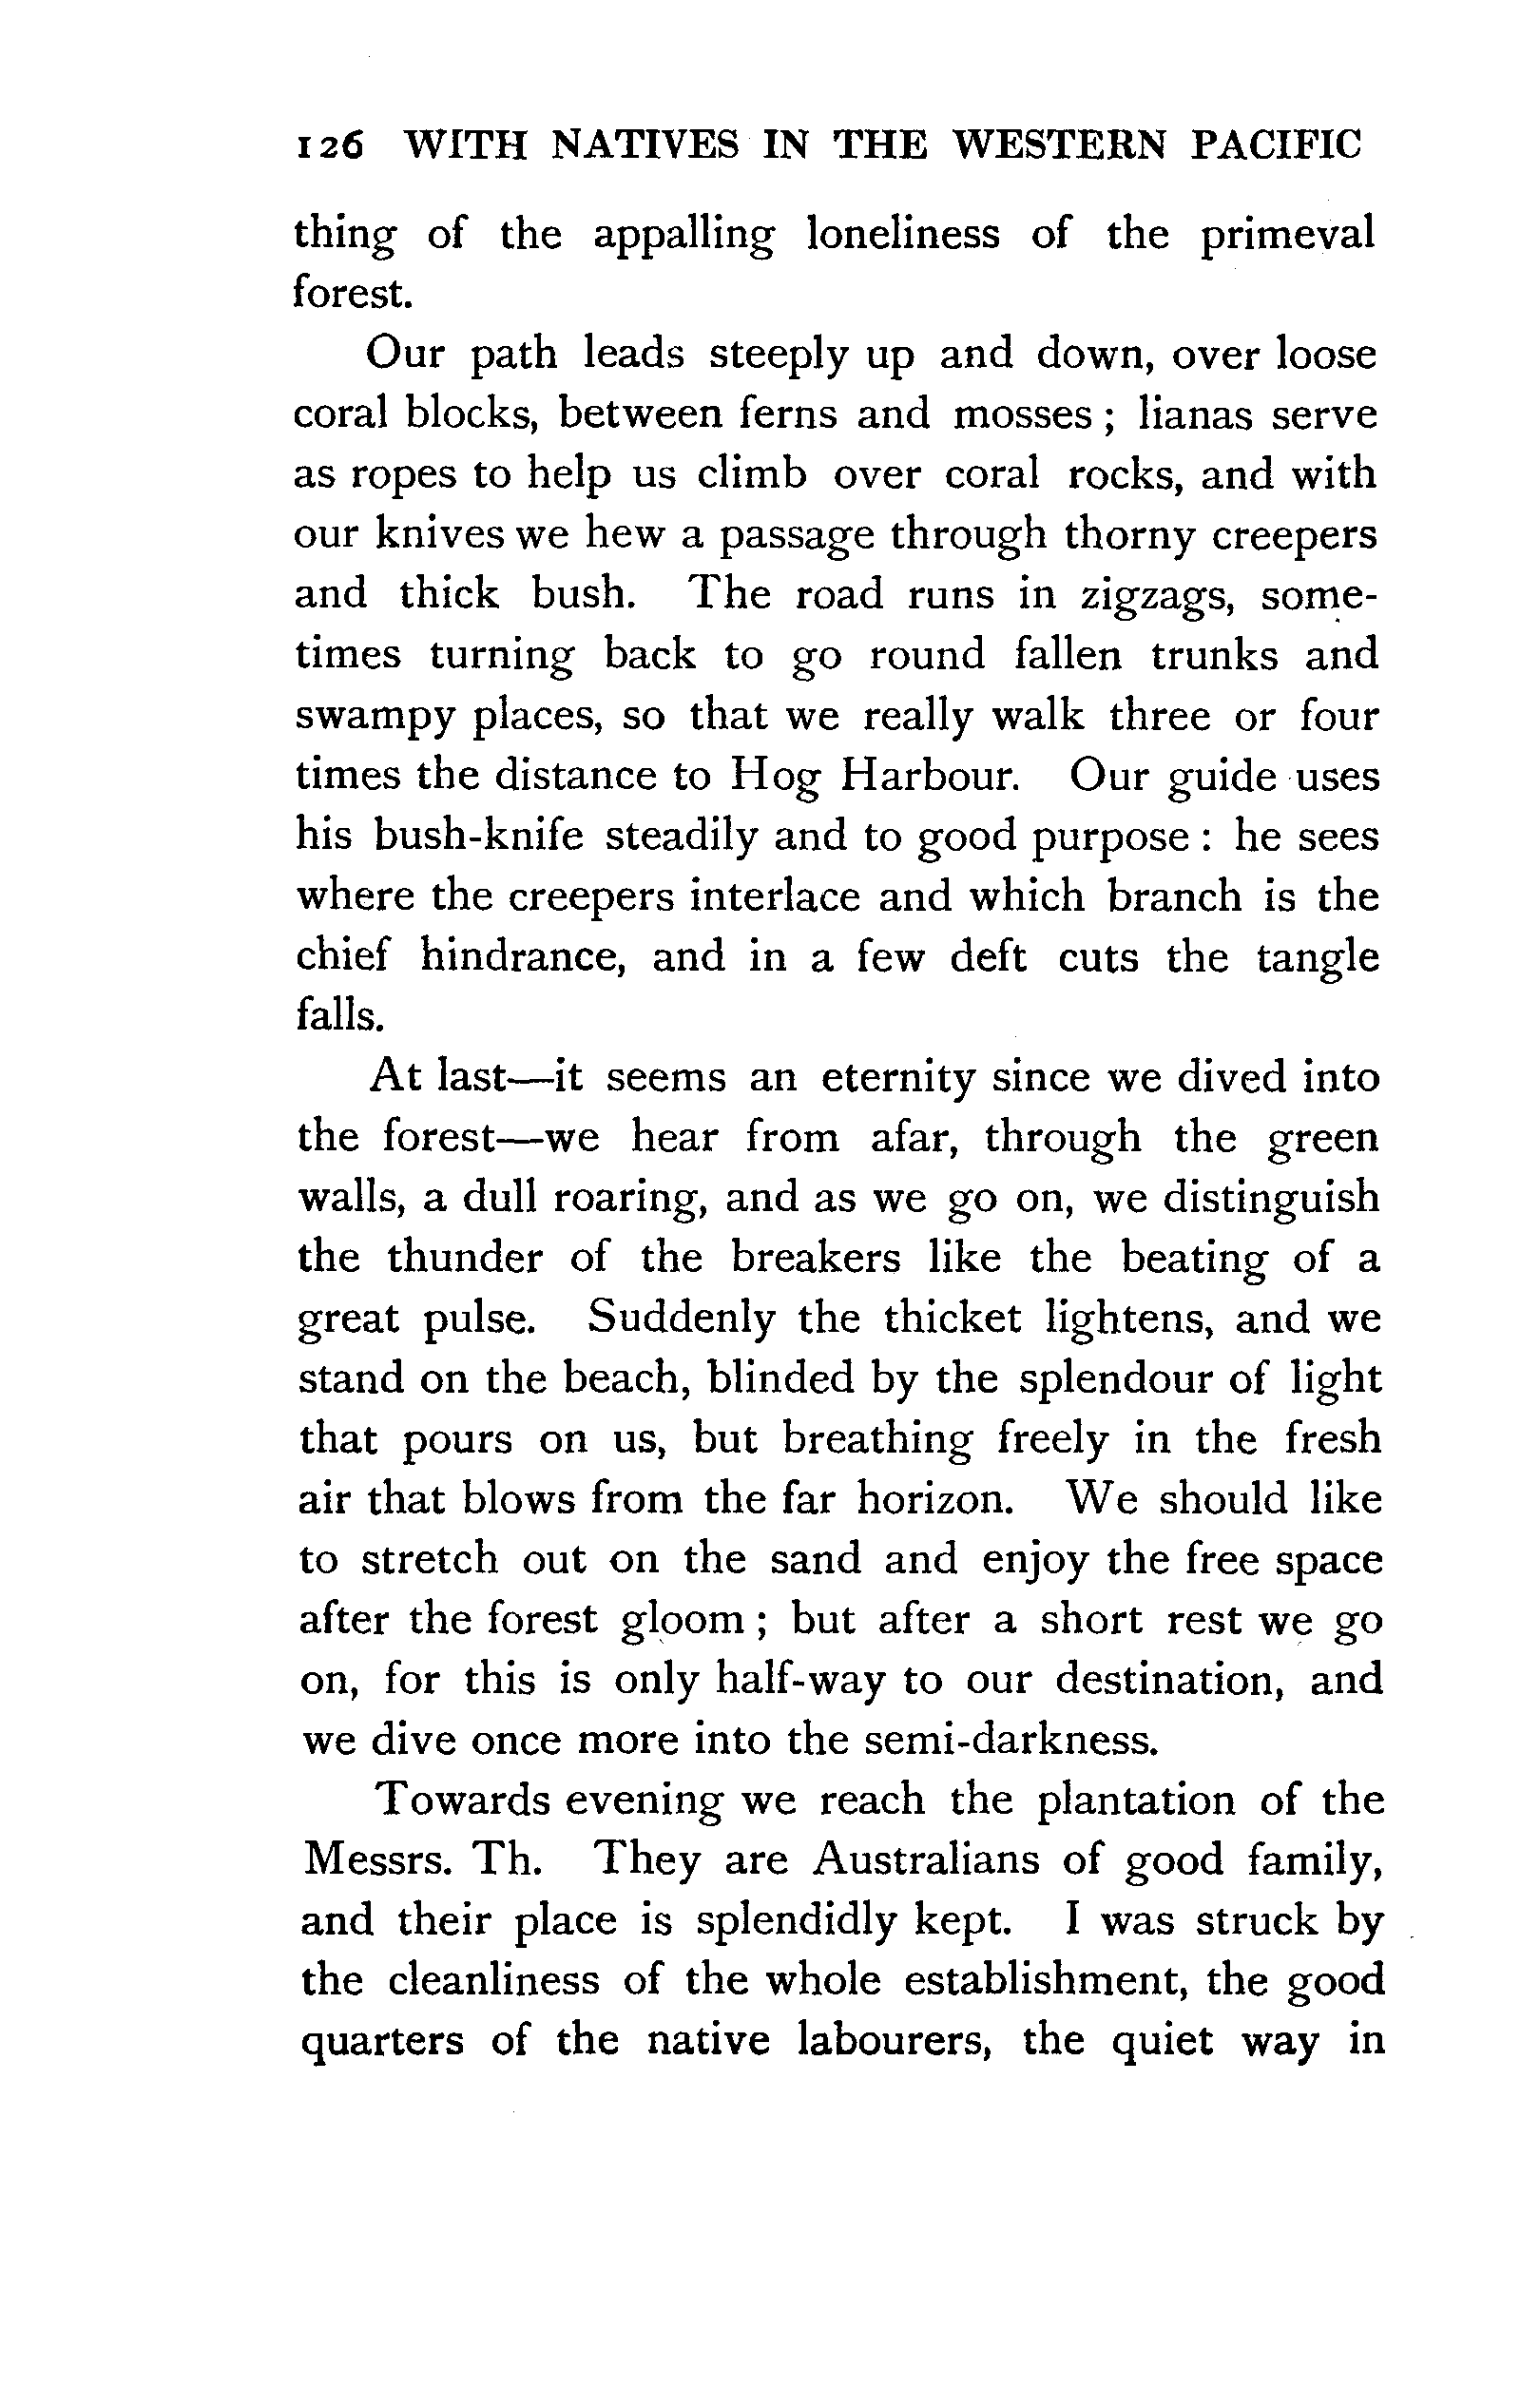 126 WITH NATIVES IN THE WESTERN PACIFIC
thing of the appalling loneliness of the primeval
forest.
Our path leads steeply up and down, over loose
coral blocks, between ferns and mosses ; lianas serve
as ropes to help us climb over coral rocks, and with
our knives we hew a passage through thorny creepers
and thick bush. The road runs in zigzags, some-
times turning back to go round fallen trunks and
swampy places, so that we really walk three or four
times the distance to Hog Harbour. Our guide uses
his bush-knife steadily and to good purpose : he sees
where the creepers interlace and which branch is the
chief hindrance, and in a few deft cuts the tangle
falls.
At last—it seems an eternity since we dived into
the forest—we hear from afar, through the green
walls, a dull roaring, and as we go on, we distinguish
the thunder of the breakers like the beating of a
great pulse. Suddenly the thicket lightens, and we
stand on the beach, blinded by the splendour of light
that pours on us, but breathing freely in the fresh
air that blows from the far horizon. We should like
to stretch out on the sand and enjoy the free space
after the forest gloom ; but after a short rest we go
on, for this is only half-way to our destination, and
we dive once more into the semi-darkness.
Towards evening we reach the plantation of the
Messrs. Th. They are Australians of good family,
and their place is splendidly kept. I was struck by
the cleanliness of the whole establishment, the good
quarters of the native labourers, the quiet way in